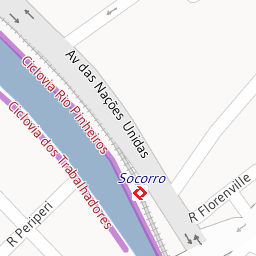 Av das Nações Unidas
Ciclovia Rio Pinheiros
Ciclovia dos Trabalhadores
Socorro
R Florenville
R Periperi